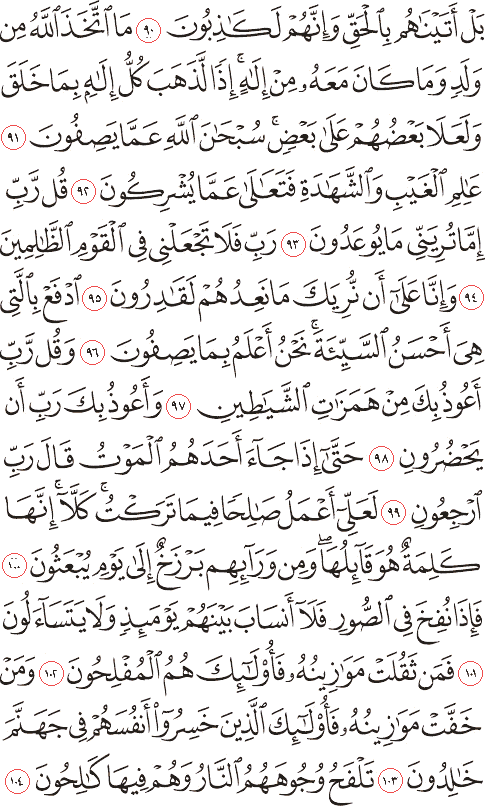 بَلْ أَتَيْنَٰهُم بِٱلْحَقِّ وَإِنَّهُمْ لَكَٰذِبُونَ ٩٠ مَا ٱتَّخَذَ ٱللَّهُ مِن
وَلَدٍ وَمَا كَانَ مَعَهُۥ مِنْ إِلَٰهٍ ۚ إِذًا لَّذَهَبَ كُلُّ إِلَٰهٍۭ بِمَا خَلَقَ
وَلَعَلَا بَعْضُهُمْ عَلَىٰ بَعْضٍ ۚ سُبْحَٰنَ ٱللَّهِ عَمَّا يَصِفُونَ ٩١
عَٰلِمِ ٱلْغَيْبِ وَٱلشَّهَٰدَةِ فَتَعَٰلَىٰ عَمَّا يُشْرِكُونَ ٩٢ قُل رَّبِّ
إِمَّا تُرِيَنِّى مَا يُوعَدُونَ ٩٣ رَبِّ فَلَا تَجْعَلْنِى فِى ٱلْقَوْمِ ٱلظَّٰلِمِينَ
٩٤ وَإِنَّا عَلَىٰٓ أَن نُّرِيَكَ مَا نَعِدُهُمْ لَقَٰدِرُونَ ٩٥ ٱدْفَعْ بِٱلَّتِى
هِىَ أَحْسَنُ ٱلسَّيِّئَةَ ۚ نَحْنُ أَعْلَمُ بِمَا يَصِفُونَ ٩٦ وَقُل رَّبِّ
أَعُوذُ بِكَ مِنْ هَمَزَٰتِ ٱلشَّيَٰطِينِ ٩٧ وَأَعُوذُ بِكَ رَبِّ أَن
يَحْضُرُونِ ٩٨ حَتَّىٰٓ إِذَا جَآءَ أَحَدَهُمُ ٱلْمَوْتُ قَالَ رَبِّ
ٱرْجِعُونِ ٩٩ لَعَلِّىٓ أَعْمَلُ صَٰلِحًا فِيمَا تَرَكْتُ ۚ كَلَّآ ۚ إِنَّهَا
كَلِمَةٌ هُوَ قَآئِلُهَا ۖ وَمِن وَرَآئِهِم بَرْزَخٌ إِلَىٰ يَوْمِ يُبْعَثُونَ ١٠٠
فَإِذَا نُفِخَ فِى ٱلصُّورِ فَلَآ أَنسَابَ بَيْنَهُمْ يَوْمَئِذٍ وَلَا يَتَسَآءَلُونَ
١٠١ فَمَن ثَقُلَتْ مَوَٰزِينُهُۥ فَأُو۟لَٰٓئِكَ هُمُ ٱلْمُفْلِحُونَ ١٠٢ وَمَنْ
خَفَّتْ مَوَٰزِينُهُۥ فَأُو۟لَٰٓئِكَ ٱلَّذِينَ خَسِرُوٓا۟ أَنفُسَهُمْ فِى جَهَنَّمَ
خَٰلِدُونَ ١٠٣ تَلْفَحُ وُجُوهَهُمُ ٱلنَّارُ وَهُمْ فِيهَا كَٰلِحُونَ ١٠٤